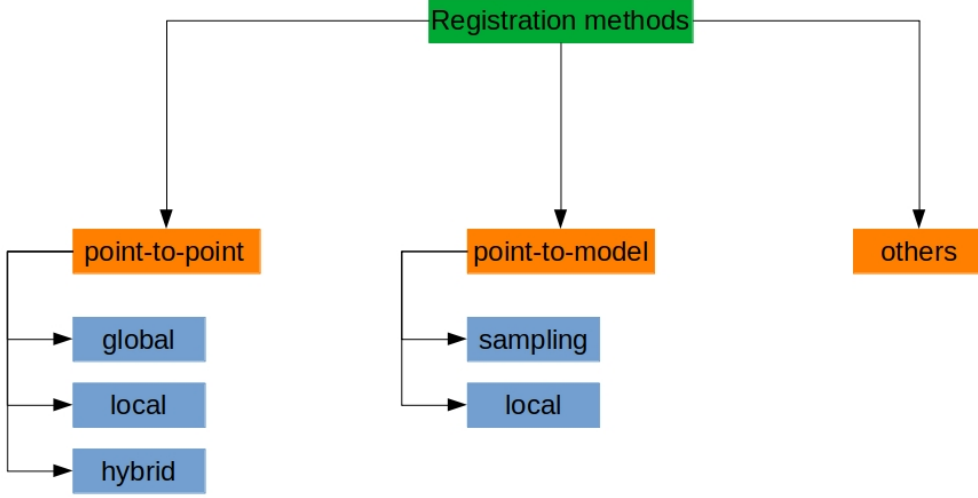 Registration methods
point-to-point
point-to-model
others
global
sampling
local
local
hybrid